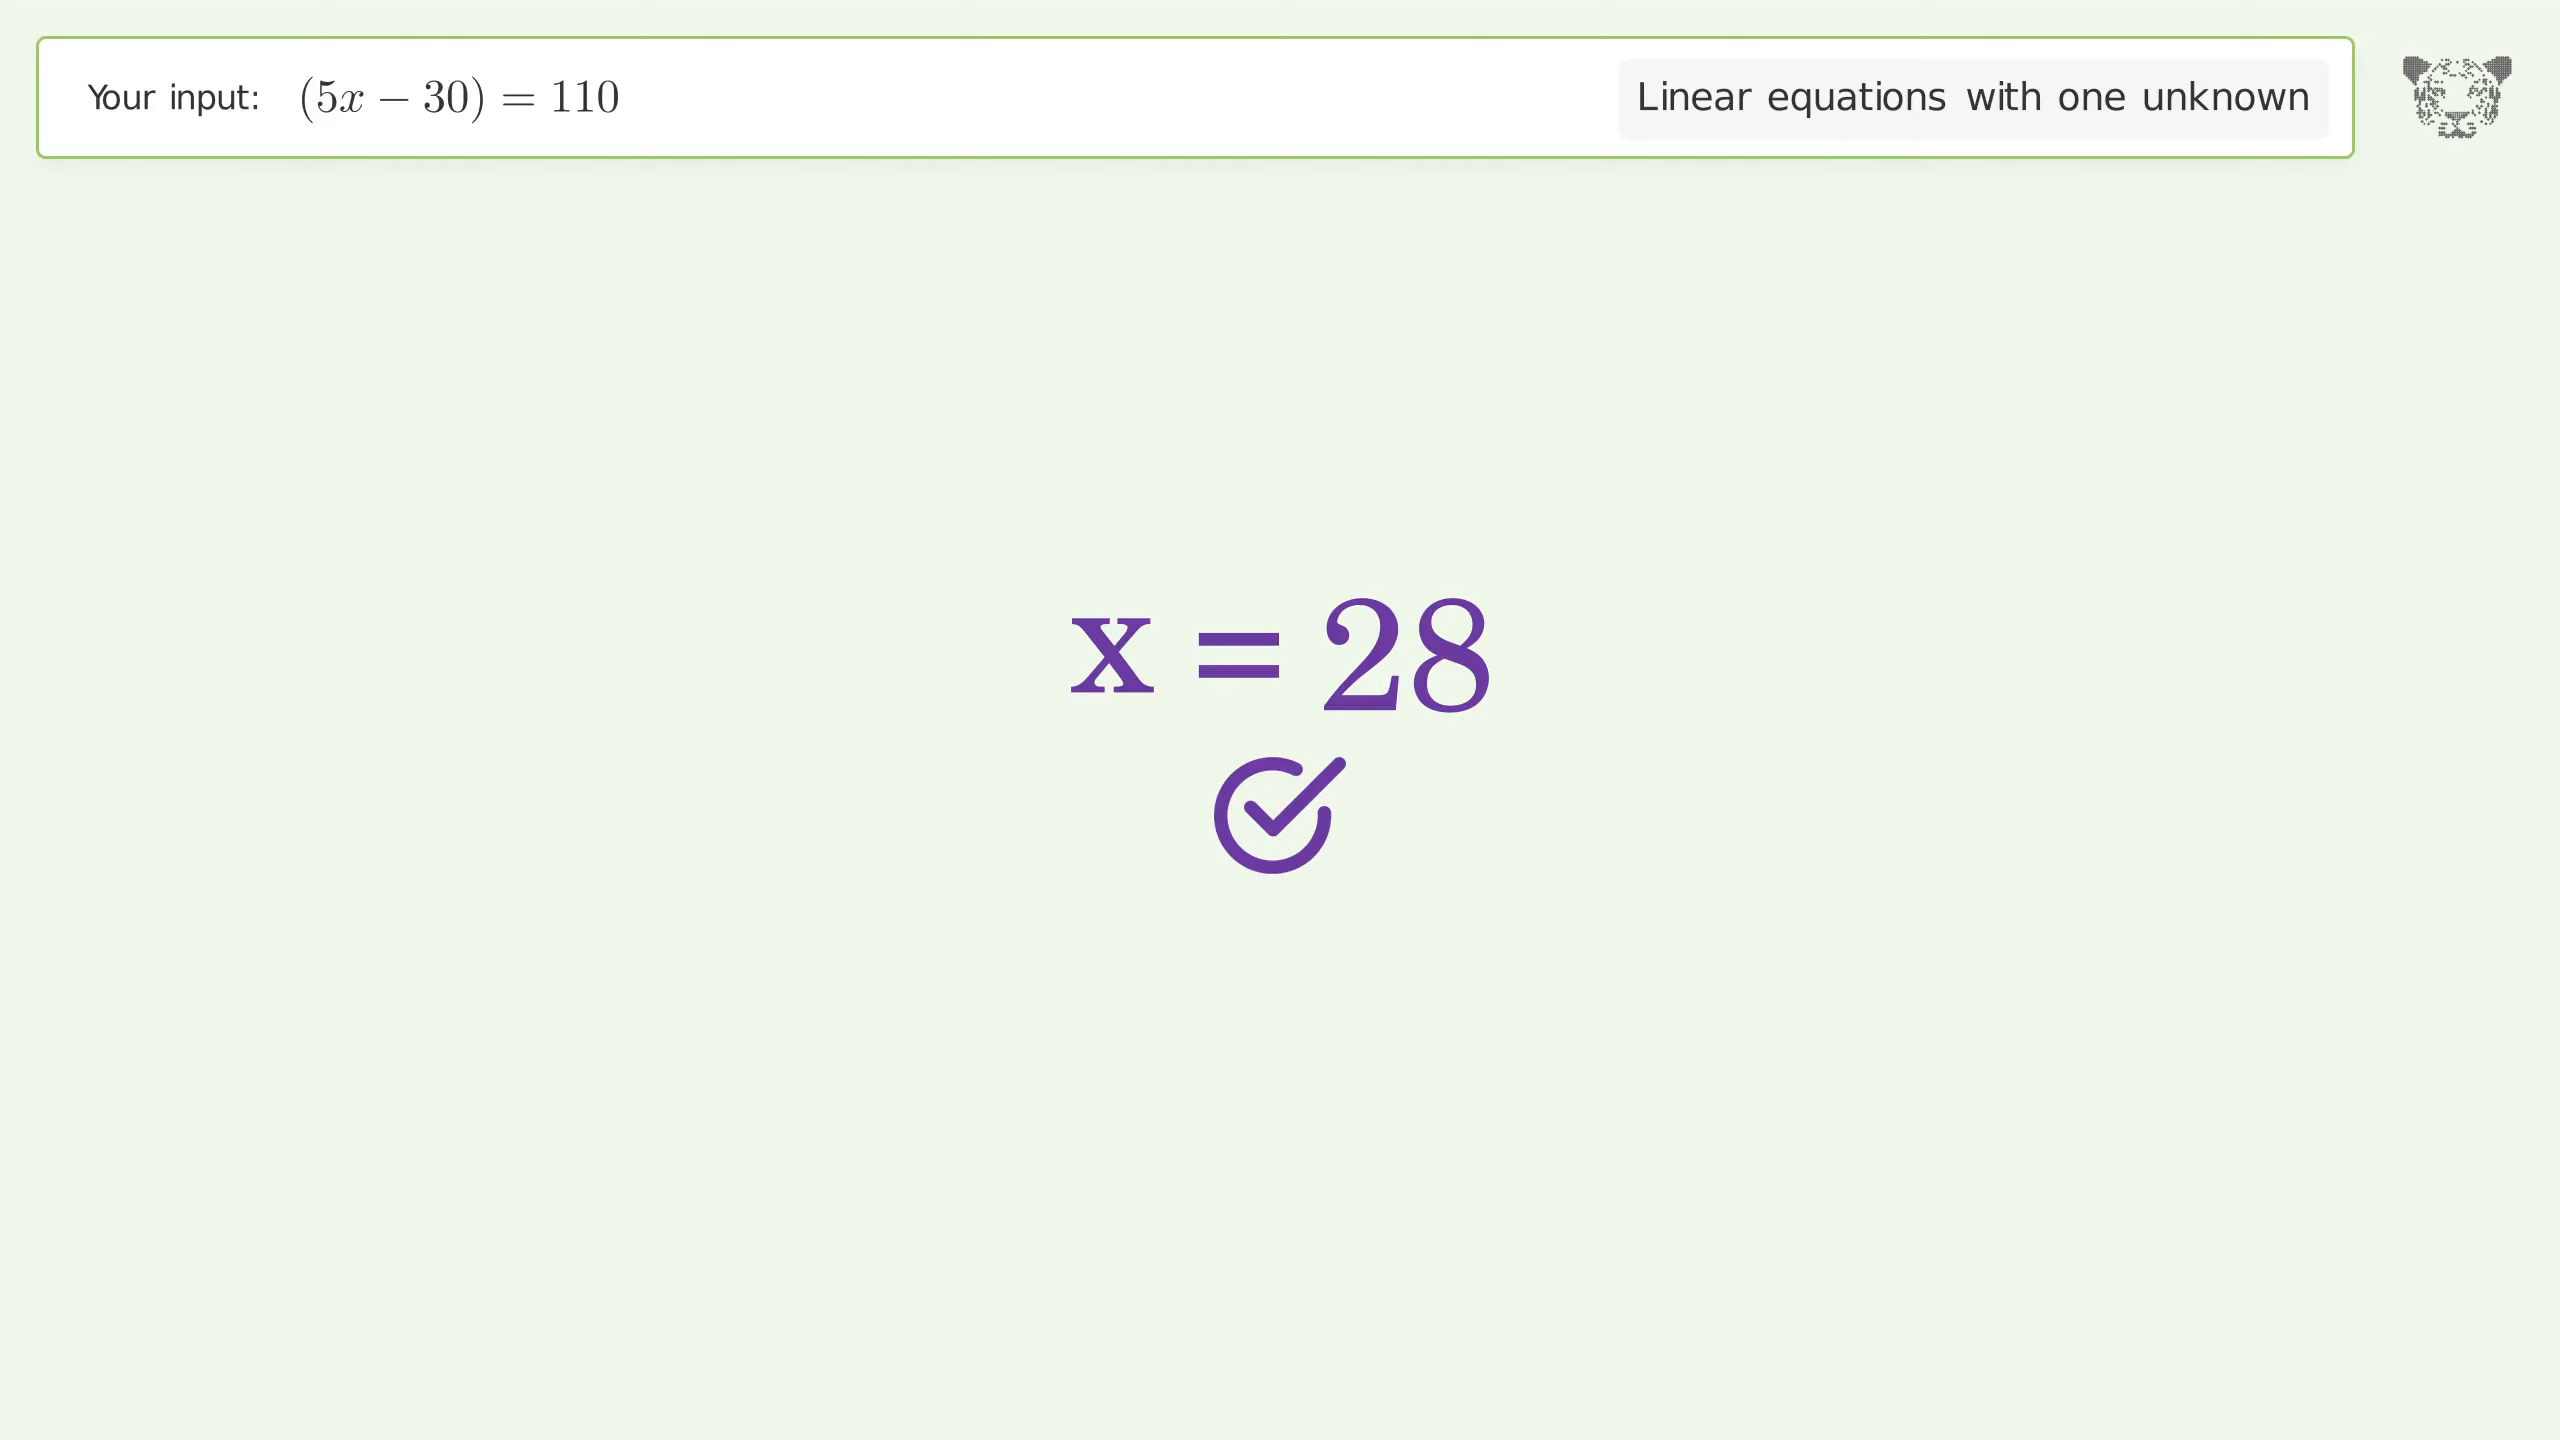 Your input: (5x − 30) = 110
Linear equations with one unknown
x = 28